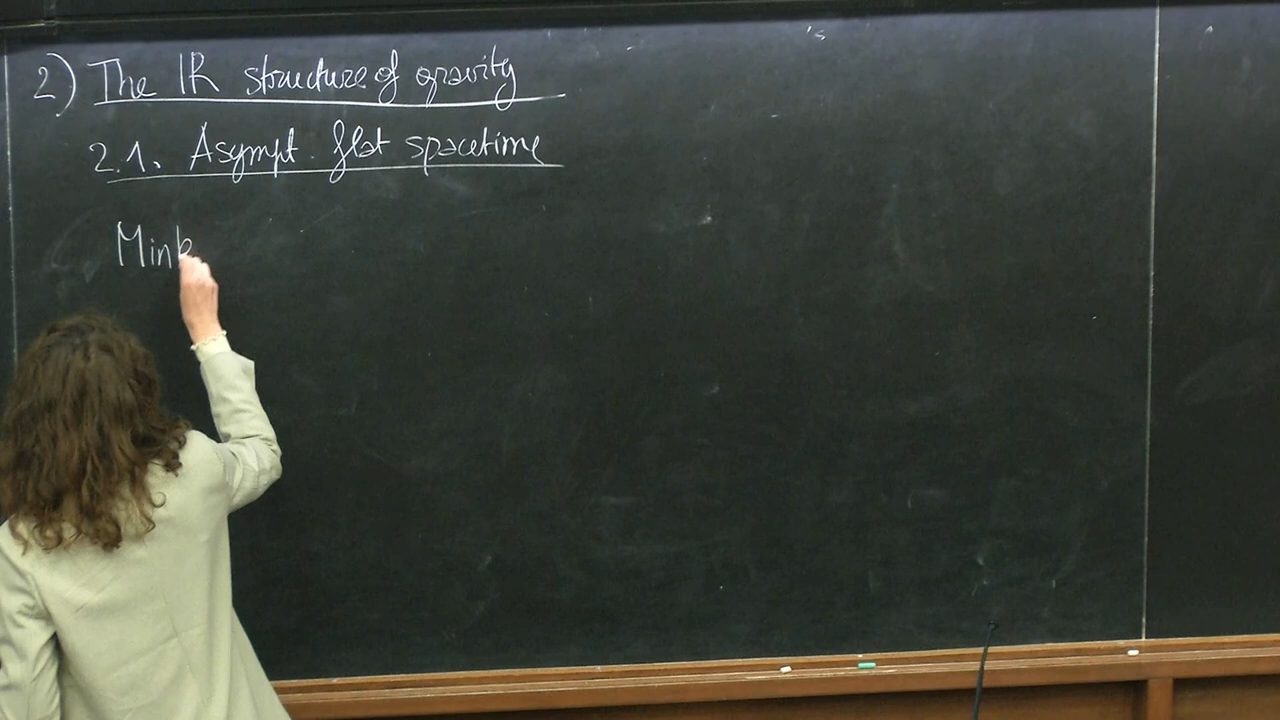 2) The IR structure of gravity
2.1. Asympt. flat spacetime
Mink